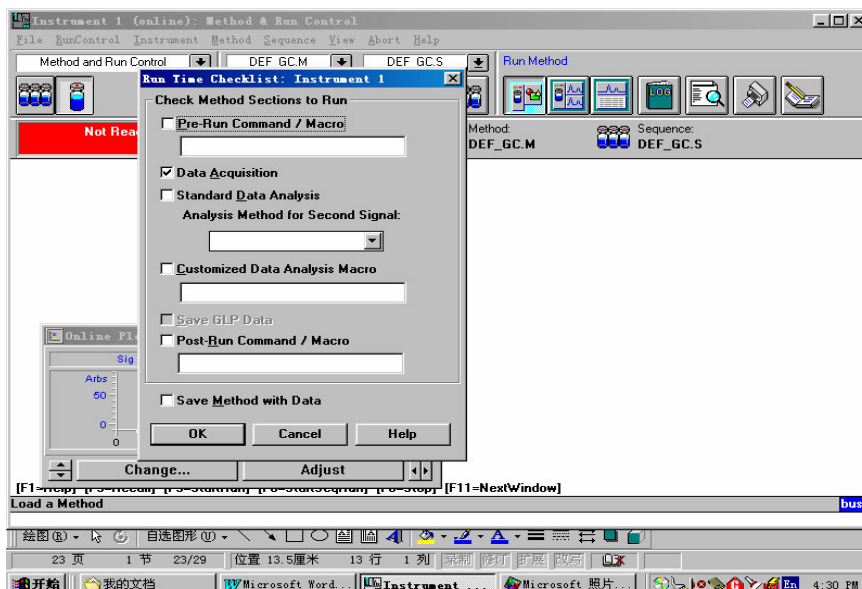 Instrument 1 (online): Method & Run Control
File RunControl Instrument Method Sequence View Abort Help
Method and Run Control DEF_GC.M DEF_GC.S Run Method
Run Time Checklist: Instrument 1
Check Method Sections to Run
Pre-Run Command / Macro
LOG
Not Rea
Method:
DEF_GC.M
Sequence:
DEF_GC.S
Data Acquisition
Standard Data Analysis
Analysis Method for Second Signal:
Customized Data Analysis Macro
Save GLP Data
Post-Run Command / Macro
Save Method with Data
OK Cancel Help
Online Pl
Sig
Arbs
50
0
0
Change... Adjust
[F11=NextWindow]
Load a Method bus
绘图(R) 自选图形(U)
23 页 1 节 23/29 位置 13.5厘米 13 行 1 列 录制 修订 扩展 改写
开始 我的文档 Microsoft Word... Instrument ... Microsoft 照片... En 4:30 PM